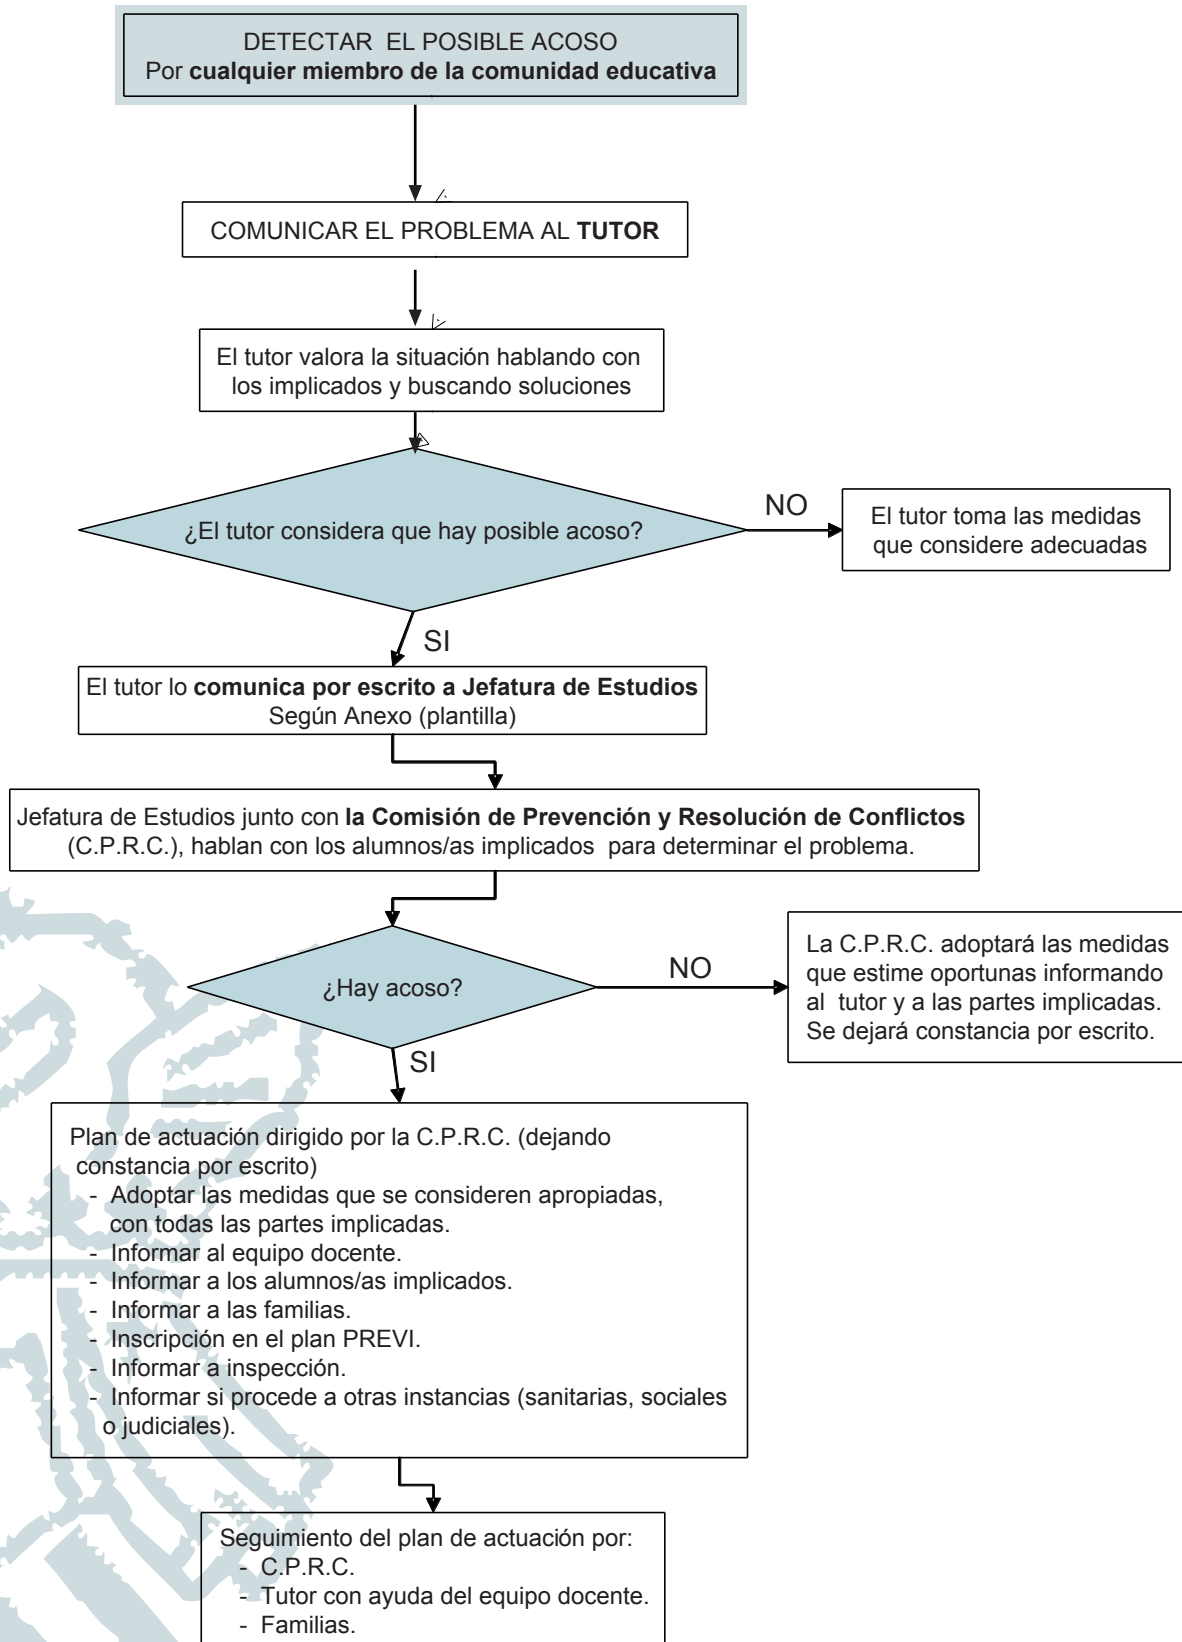 DETECTAR EL POSIBLE ACOSO
Por cualquier miembro de la comunidad educativa
COMUNICAR EL PROBLEMA AL TUTOR
El tutor valora la situación hablando con
los implicados y buscando soluciones
¿El tutor considera que hay posible acoso?
NO
El tutor toma las medidas
que considere adecuadas
SI
El tutor lo comunica por escrito a Jefatura de Estudios
Según Anexo (plantilla)
Jefatura de Estudios junto con la Comisión de Prevención y Resolución de Conflictos
(C.P.R.C.), hablan con los alumnos/as implicados para determinar el problema.
¿Hay acoso?
NO
La C.P.R.C. adoptará las medidas
que estime oportunas informando
al tutor y a las partes implicadas.
Se dejará constancia por escrito.
SI
Plan de actuación dirigido por la C.P.R.C. (dejando
constancia por escrito)
- Adoptar las medidas que se consideren apropiadas,
con todas las partes implicadas.
- Informar al equipo docente.
- Informar a los alumnos/as implicados.
- Informar a las familias.
- Inscripción en el plan PREVI.
- Informar a inspección.
- Informar si procede a otras instancias (sanitarias, sociales
o judiciales).
Seguimiento del plan de actuación por:
- C.P.R.C.
- Tutor con ayuda del equipo docente.
- Familias.